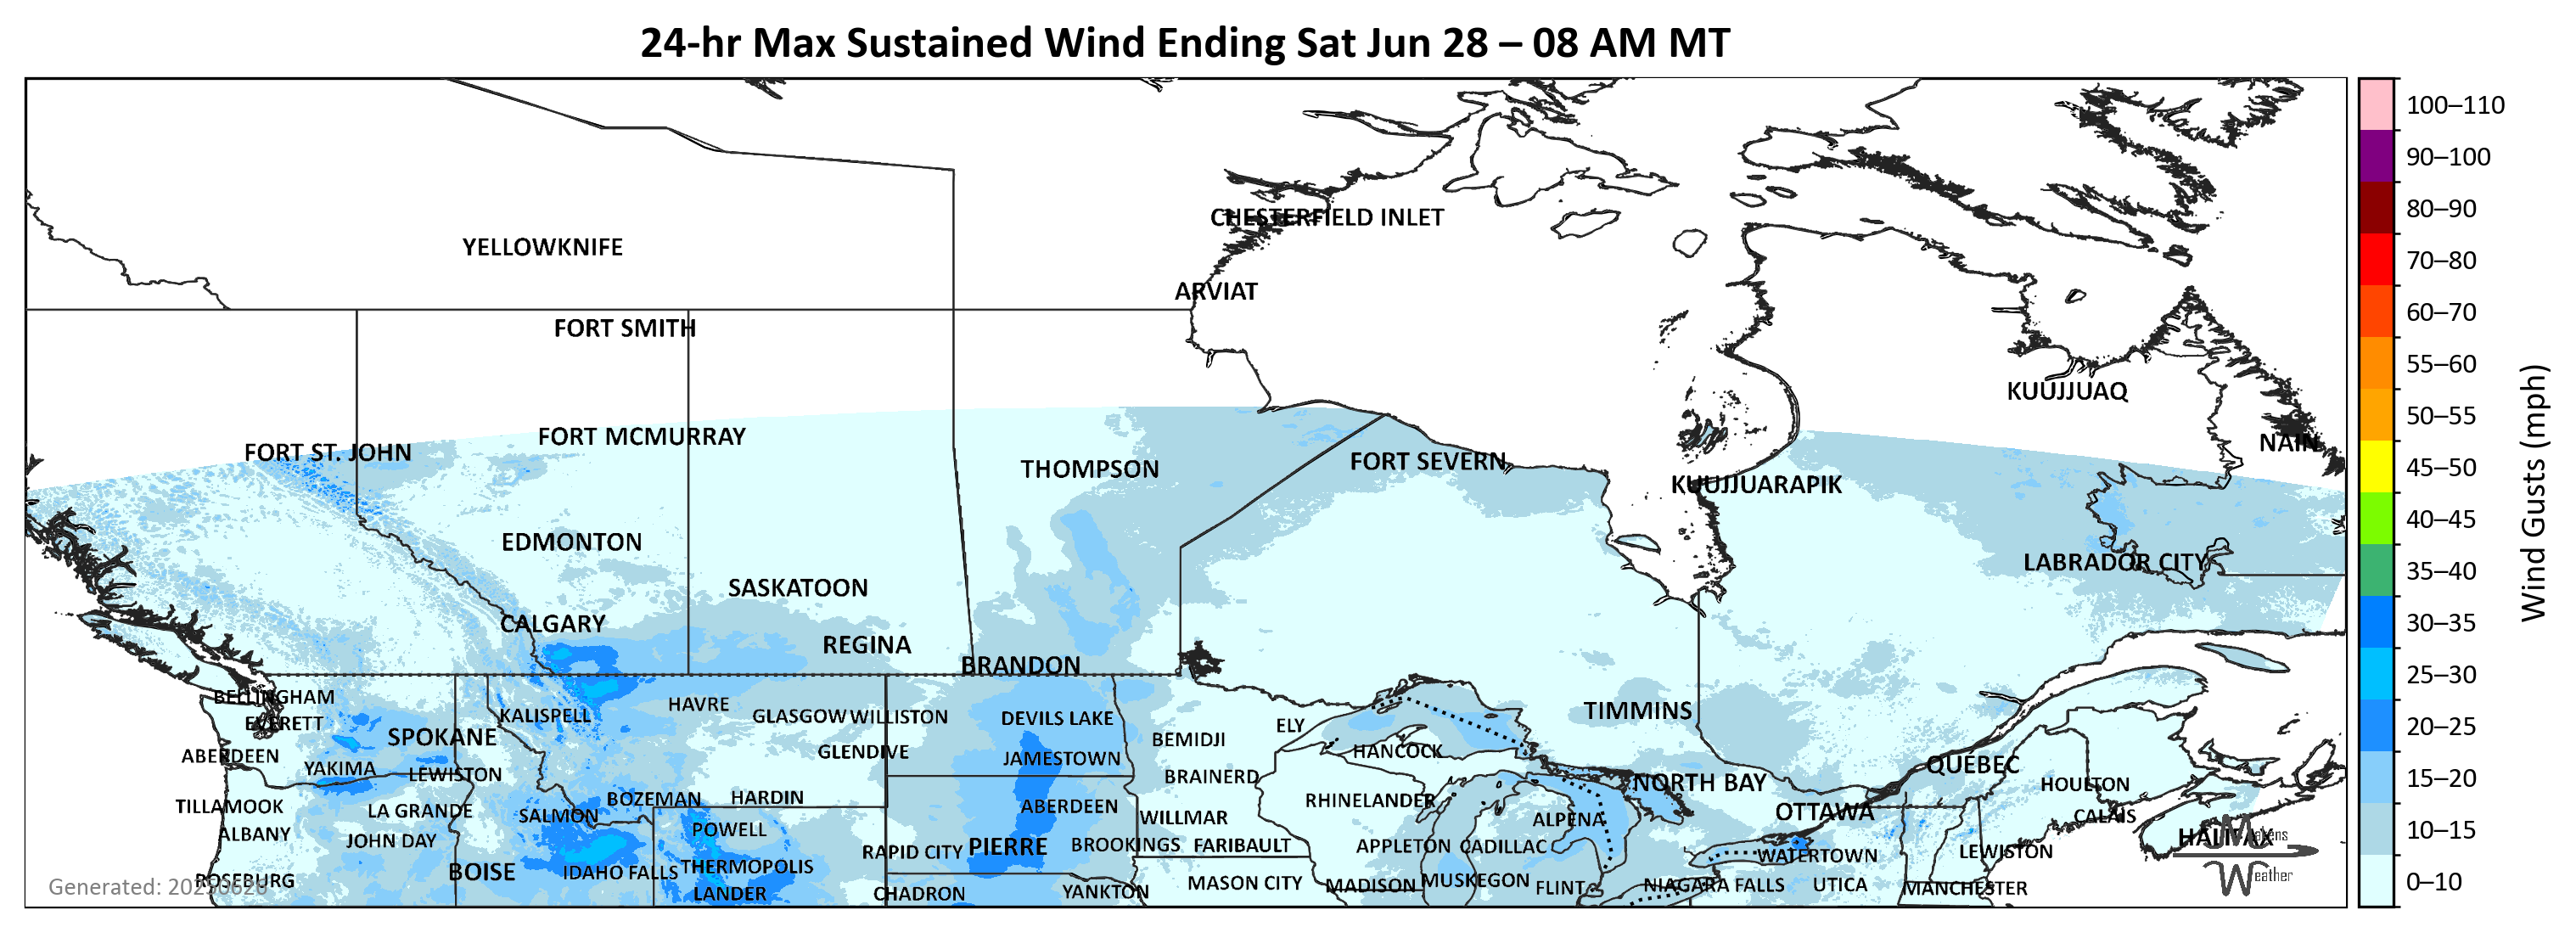 24-hr Max Sustained Wind Ending Sat Jun 28 – 08 AM MT
100–110
90–100
80–90
70–80
60–70
55–60
50–55
45–50
40–45
35–40
30–35
25–30
20–25
15–20
10–15
0–10
Wind Gusts (mph)
CHESTERFIELD INLET
YELLOWKNIFE
ARVIAT
FORT SMITH
KUUJJUAQ
FORT MCMURRAY
NAIN
FORT ST. JOHN
FORT SEVERN
THOMPSON
KUUJJUARAPIK
EDMONTON
LABRADOR CITY
SASKATOON
CALGARY
REGINA
BRANDON
BELLINGHAM
HAVRE
TIMMINS
KALISPELL
GLASGOW WILLISTON
DEVILS LAKE
EVERETT
ELY
SPOKANE
BEMIDJI
GLENDIVE
HANCOCK
ABERDEEN
JAMESTOWN
QUÉBEC
YAKIMA
LEWISTON
BRAINERD
NORTH BAY
HOULTON
BOZEMAN
HARDIN
RHINELANDER
TILLAMOOK
LA GRANDE
ABERDEEN
OTTAWA
SALMON
WILLMAR
ALPENA
CALAIS
ALBANY
POWELL
HALIFAX
JOHN DAY
RAPID CITY
PIERRE
BROOKINGS
FARIBAULT
APPLETON
CADILLAC
WATERTOWN
LEWISTON
BOISE
IDAHO FALLS
THERMOPOLIS
ROSEBURG
MASON CITY
MADISON
MUSKEGON
FLINT
NIAGARA FALLS
UTICA
MANCHESTER
LANDER
CHADRON
YANKTON
Generated: 20250628
Weather